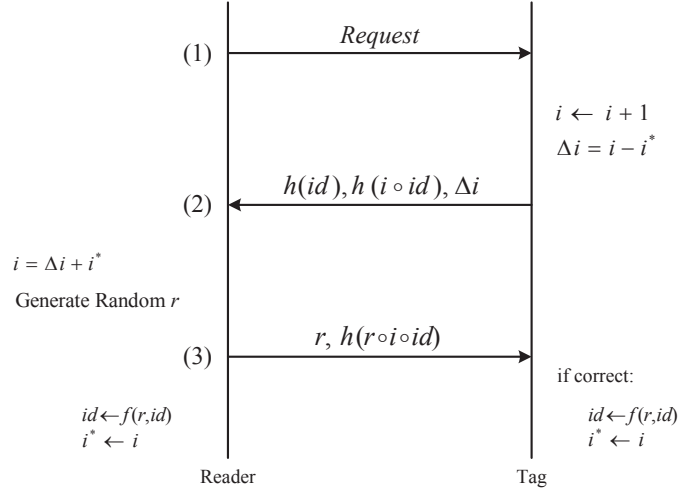 (1) Request
i ← i + 1
Δi = i − i*
(2) h(id), h(i ∘ id), Δi
i = Δi + i*
Generate Random r
(3) r, h(r∘i∘id)
if correct:
id←f(r,id) id←f(r,id)
i* ← i i* ← i
Reader Tag